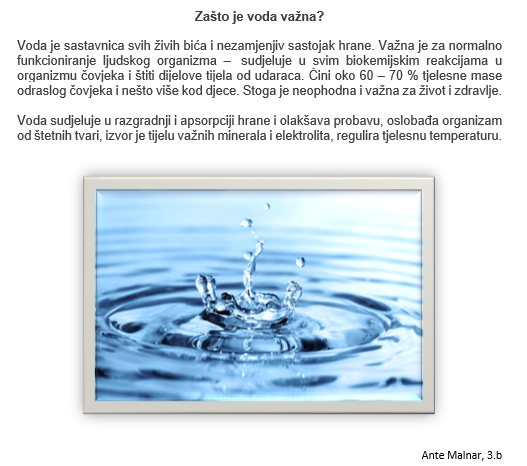 Zašto je voda važna?
Voda je sastavnica svih živih bića i nezamjenjiv sastojak hrane. Važna je za normalno
funkcioniranje ljudskog organizma – sudjeluje u svim biokemijskim reakcijama u
organizmu čovjeka i štiti dijelove tijela od udaraca. Čini oko 60 – 70 % tjelesne mase
odraslog čovjeka i nešto više kod djece. Stoga je neophodna i važna za život i zdravlje.
Voda sudjeluje u razgradnji i apsorpciji hrane i olakšava probavu, oslobađa organizam
od štetnih tvari, izvor je tijelu važnih minerala i elektrolita, regulira tjelesnu temperaturu.
Ante Malnar, 3.b